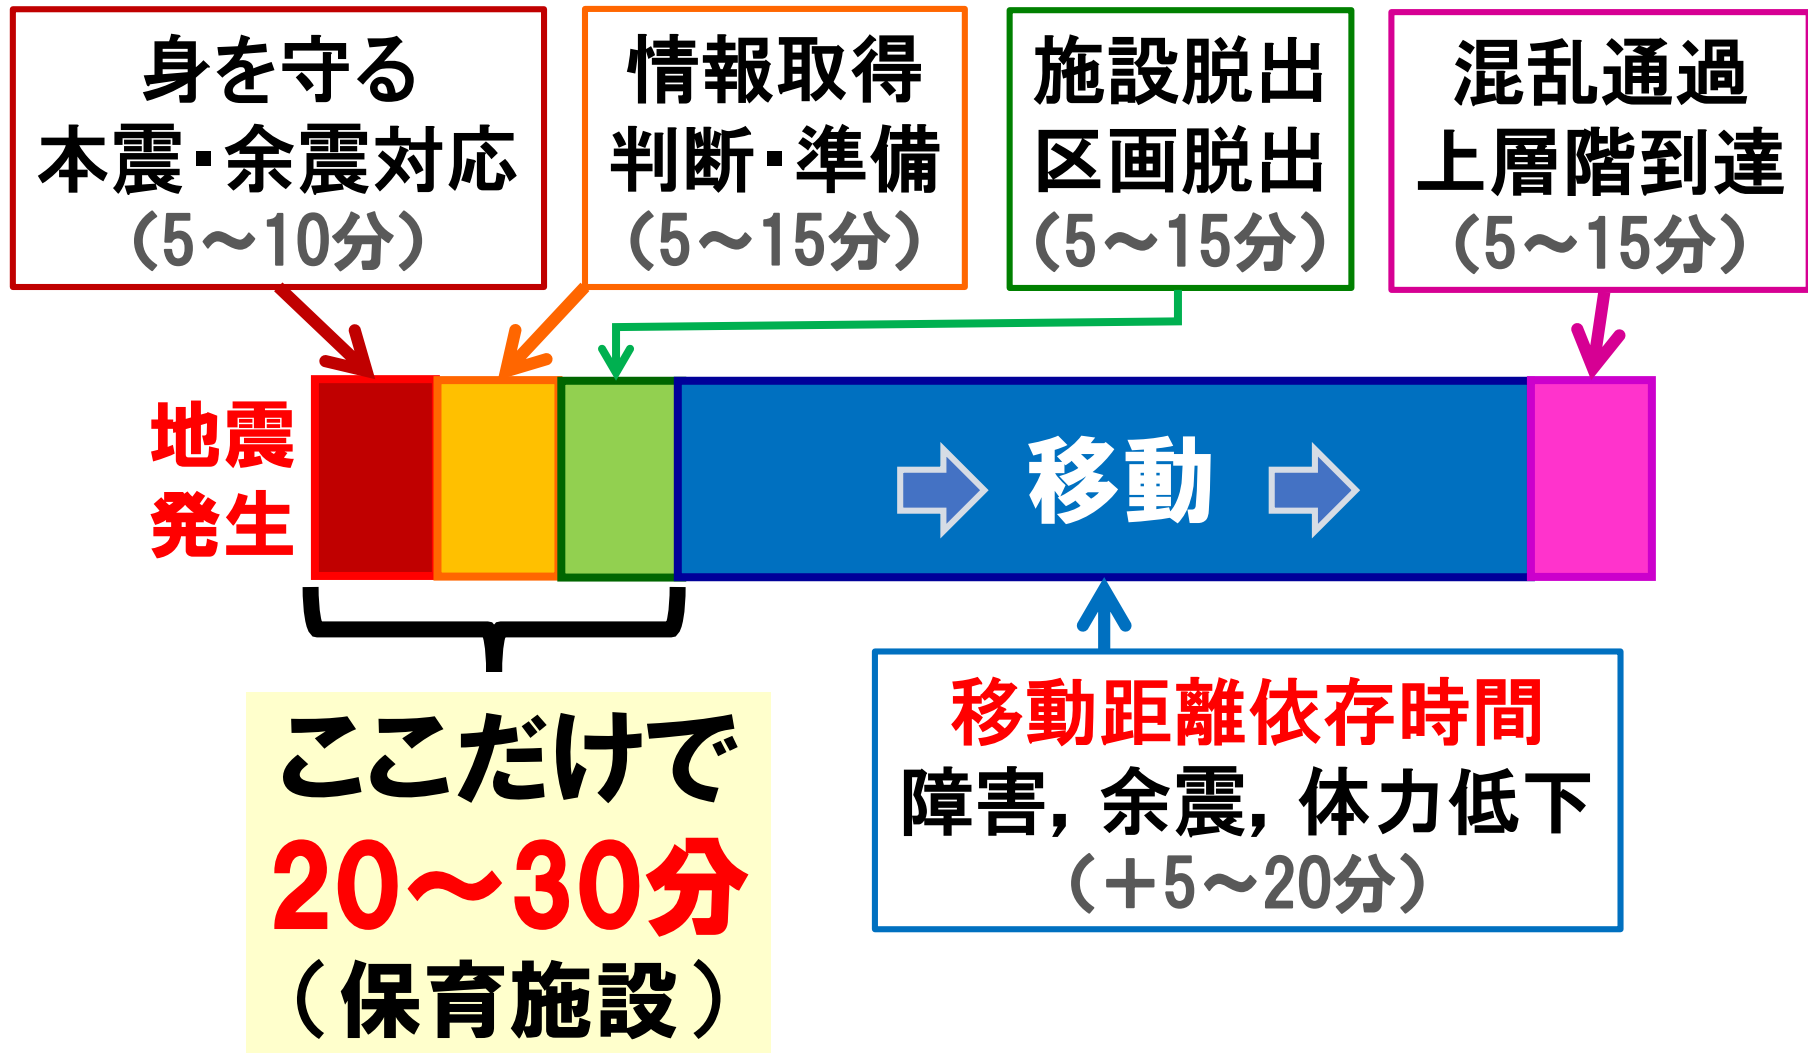 身を守る
本震・余震対応
（5～10分）
情報取得
判断・準備
（5～15分）
施設脱出
区画脱出
（5～15分）
混乱通過
上層階到達
（5～15分）
地震
発生
移動
移動距離依存時間
障害，余震，体力低下
（＋5～20分）
ここだけで
20～30分
（保育施設）